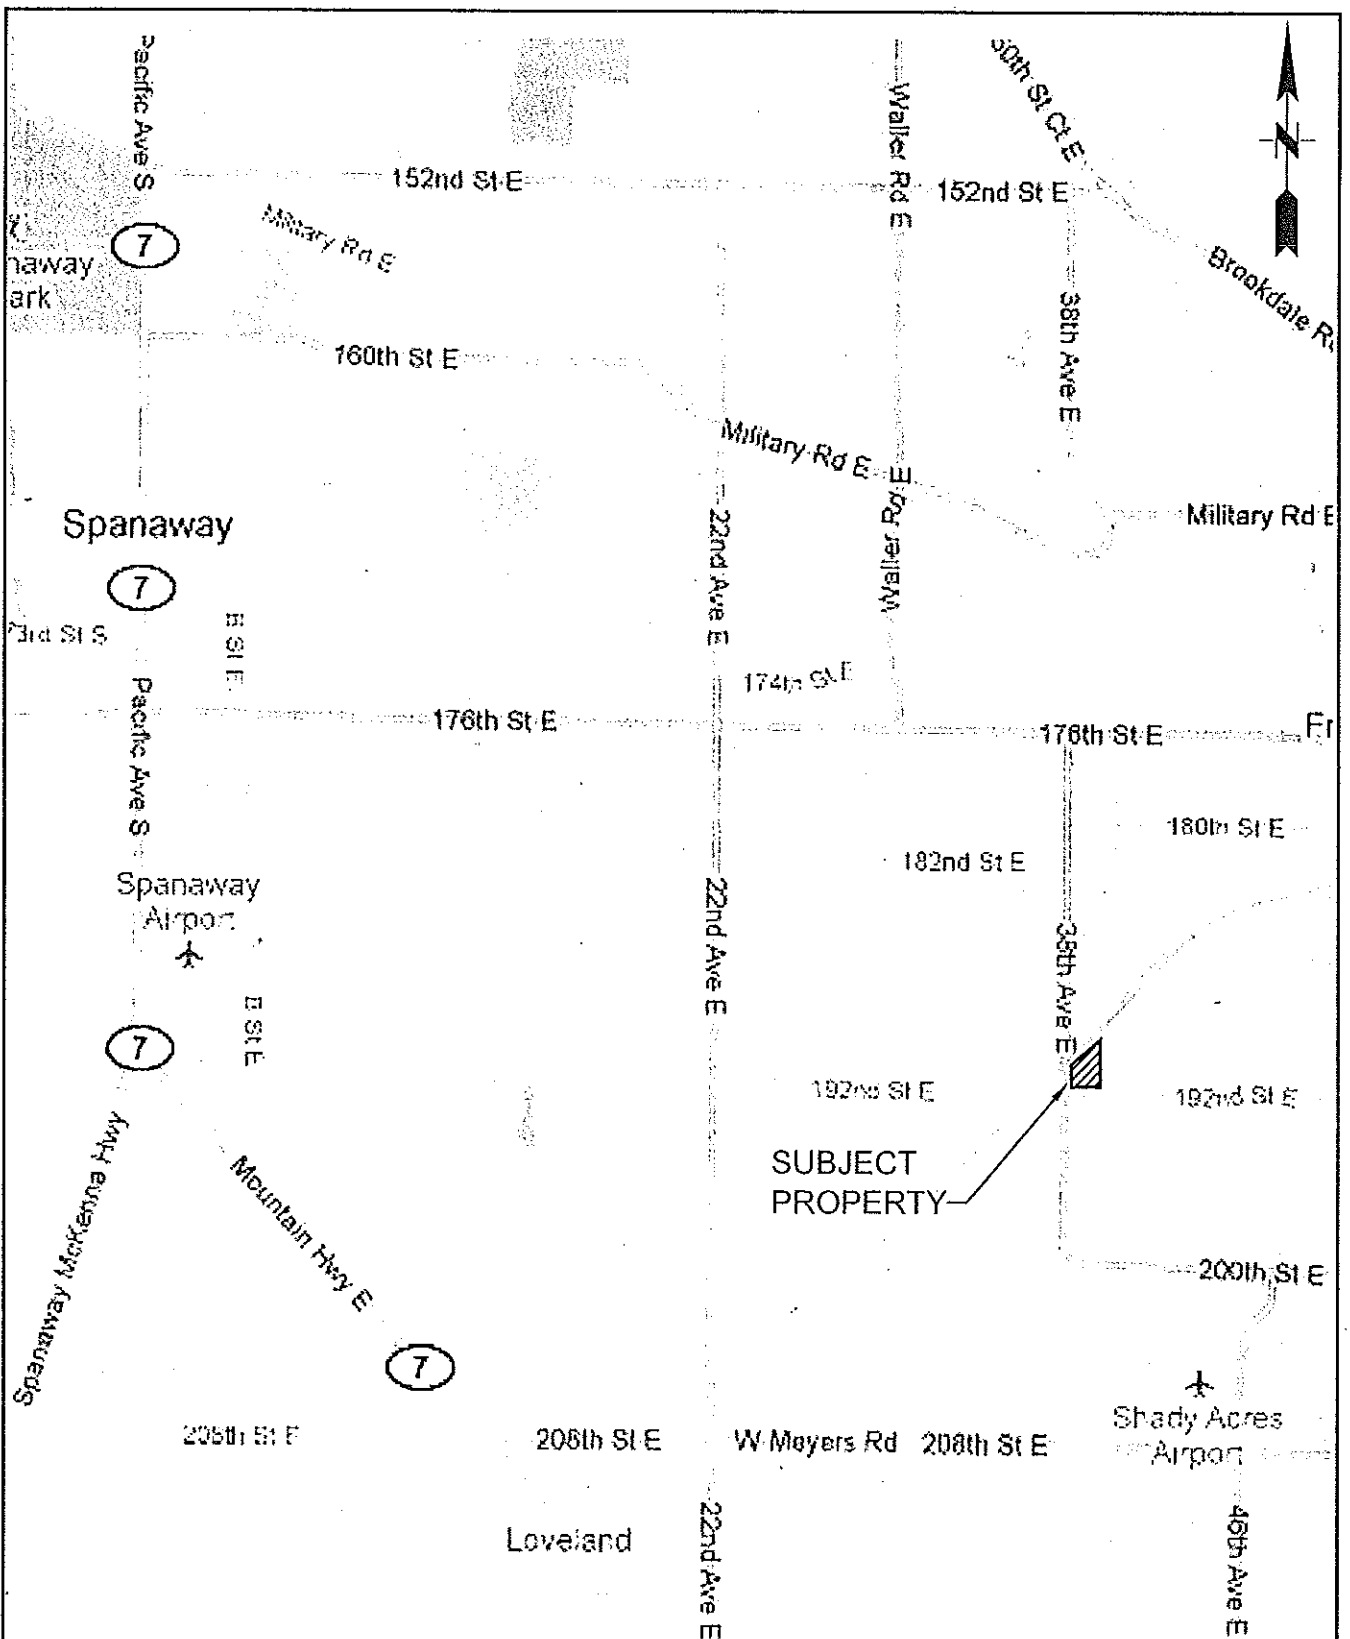 Pacific Ave S
Waller Rd E
152nd St E
152nd St E
Military Rd E
7
naway
ark
Brookdale
38th Ave E
160th St E
Military Rd E
Waller Rd E
Military Rd E
Spanaway
22nd Ave E
7
St S
St E
174th St E
Pacific Ave S
176th St E
176th St E
180th St E
182nd St E
Spanaway
Airport
22nd Ave E
38th Ave E
St E
7
192nd St E
192nd St E
SUBJECT
PROPERTY
Spanaway McKenna Hwy
Mountain Hwy E
200th St E
7
Shady Acres
Airport
208th St E
W Meyers Rd
208th St E
Loveland
22nd Ave E